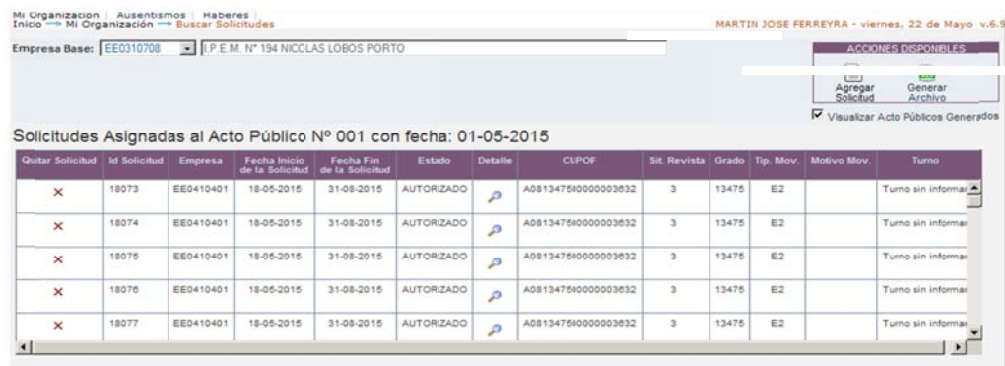 Mi Organizacion | Ausentismos | Haberes |
Inicio → Mi Organización → Buscar Solicitudes
MARTIN JOSE FERREYRA - viernes, 22 de Mayo v.6.9
Empresa Base: EE0310708 I.P.E.M. N° 194 NICOLAS LOBOS PORTO
ACCIONES DISPONIBLES
Agregar Solicitud
Generar Archivo
Visualizar Acto Públicos Generados
Solicitudes Asignadas al Acto Público Nº 001 con fecha: 01-05-2015
Quitar Solicitud Id Solicitud Empresa Fecha Inicio de la Solicitud Fecha Fin de la Solicitud Estado Detalle CUPOF Sit. Revista Grado Tip. Mov. Motivo Mov. Turno
18073 EE0410401 18-05-2015 31-08-2015 AUTORIZADO A0813475I0000003632 3 13475 E2 Turno sin informar
18074 EE0410401 18-05-2015 31-08-2015 AUTORIZADO A0813475I0000003632 3 13475 E2 Turno sin informar
18075 EE0410401 18-05-2015 31-08-2015 AUTORIZADO A0813475I0000003632 3 13475 E2 Turno sin informar
18076 EE0410401 18-05-2015 31-08-2015 AUTORIZADO A0813475I0000003632 3 13475 E2 Turno sin informar
18077 EE0410401 18-05-2015 31-08-2015 AUTORIZADO A0813475I0000003632 3 13475 E2 Turno sin informar